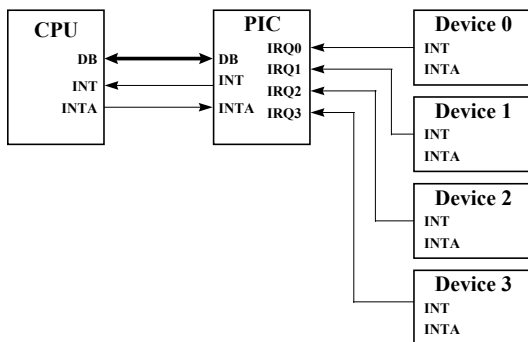 CPU
DB
INT
INTA
PIC
DB
INT
INTA
IRQ0
IRQ1
IRQ2
IRQ3
Device 0
INT
INTA
Device 1
INT
INTA
Device 2
INT
INTA
Device 3
INT
INTA